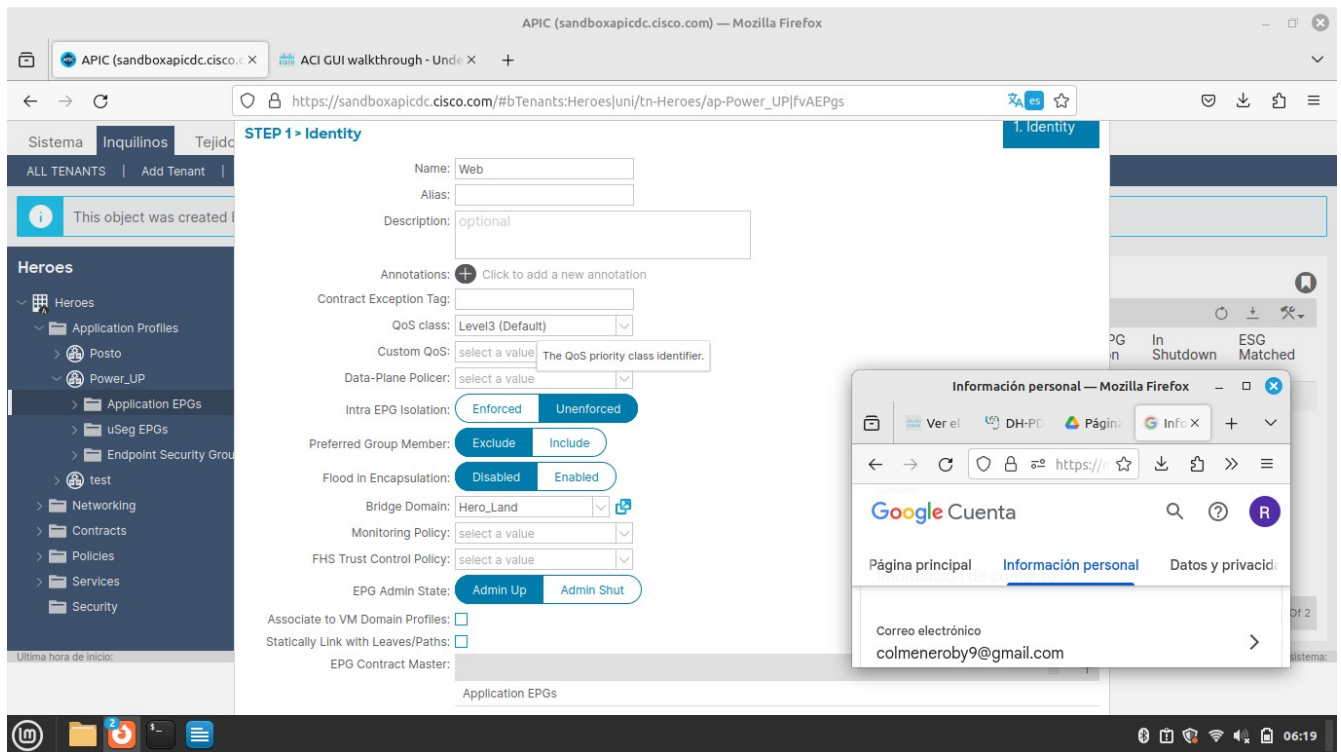 APIC (sandboxapicdc.cisco.com) — Mozilla Firefox
APIC (sandboxapicdc.cisco.c
ACI GUI walkthrough - Unde
https://sandboxapicdc.cisco.com/#bTenants:Heroes|uni/tn-Heroes/ap-Power_UP|fvAEPgs
es
Sistema Inquilinos Tejido
ALL TENANTS | Add Tenant |
This object was created
Heroes
Heroes
Application Profiles
Posto
Power_UP
Application EPGs
uSeg EPGs
Endpoint Security Grou
test
Networking
Contracts
Policies
Services
Security
Ultima hora de inicio:
STEP 1 > Identity
1. Identity
Name: Web
Alias:
Description: optional
Annotations: Click to add a new annotation
Contract Exception Tag:
QoS class: Level3 (Default)
Custom QoS: select a value
The QoS priority class identifier.
Data-Plane Policer: select a value
Intra EPG Isolation: Enforced Unenforced
Preferred Group Member: Exclude Include
Flood in Encapsulation: Disabled Enabled
Bridge Domain: Hero_Land
Monitoring Policy: select a value
FHS Trust Control Policy: select a value
EPG Admin State: Admin Up Admin Shut
Associate to VM Domain Profiles:
Statically Link with Leaves/Paths:
EPG Contract Master:
Application EPGs
PG In ESG
on Shutdown Matched
Of 2
sistema:
Información personal — Mozilla Firefox
Ver el
DH-PD
Página
Info
https://
Google Cuenta
R
Página principal Información personal Datos y privacida
Correo electrónico
colmeneroby9@gmail.com
2
06:19